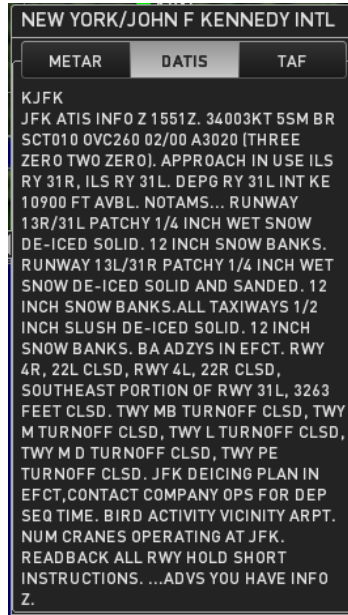 NEW YORK/JOHN F KENNEDY INTL
METAR DATIS TAF
KJFK
JFK ATIS INFO Z 1551Z. 34003KT 5SM BR
SCT010 OVC260 02/00 A3020 (THREE
ZERO TWO ZERO). APPROACH IN USE ILS
RY 31R, ILS RY 31L. DEPG RY 31L INT KE
10900 FT AVBL. NOTAMS... RUNWAY
13R/31L PATCHY 1/4 INCH WET SNOW
DE-ICED SOLID. 12 INCH SNOW BANKS.
RUNWAY 13L/31R PATCHY 1/4 INCH WET
SNOW DE-ICED SOLID AND SANDED. 12
INCH SNOW BANKS.ALL TAXIWAYS 1/2
INCH SLUSH DE-ICED SOLID. 12 INCH
SNOW BANKS. BA ADZYS IN EFCT. RWY
4R, 22L CLSD, RWY 4L, 22R CLSD,
SOUTHEAST PORTION OF RWY 31L, 3263
FEET CLSD. TWY MB TURNOFF CLSD, TWY
M TURNOFF CLSD, TWY L TURNOFF CLSD,
TWY M D TURNOFF CLSD, TWY PE
TURNOFF CLSD. JFK DEICING PLAN IN
EFCT,CONTACT COMPANY OPS FOR DEP
SEQ TIME. BIRD ACTIVITY VICINITY ARPT.
NUM CRANES OPERATING AT JFK.
READBACK ALL RWY HOLD SHORT
INSTRUCTIONS. ...ADVS YOU HAVE INFO
Z.